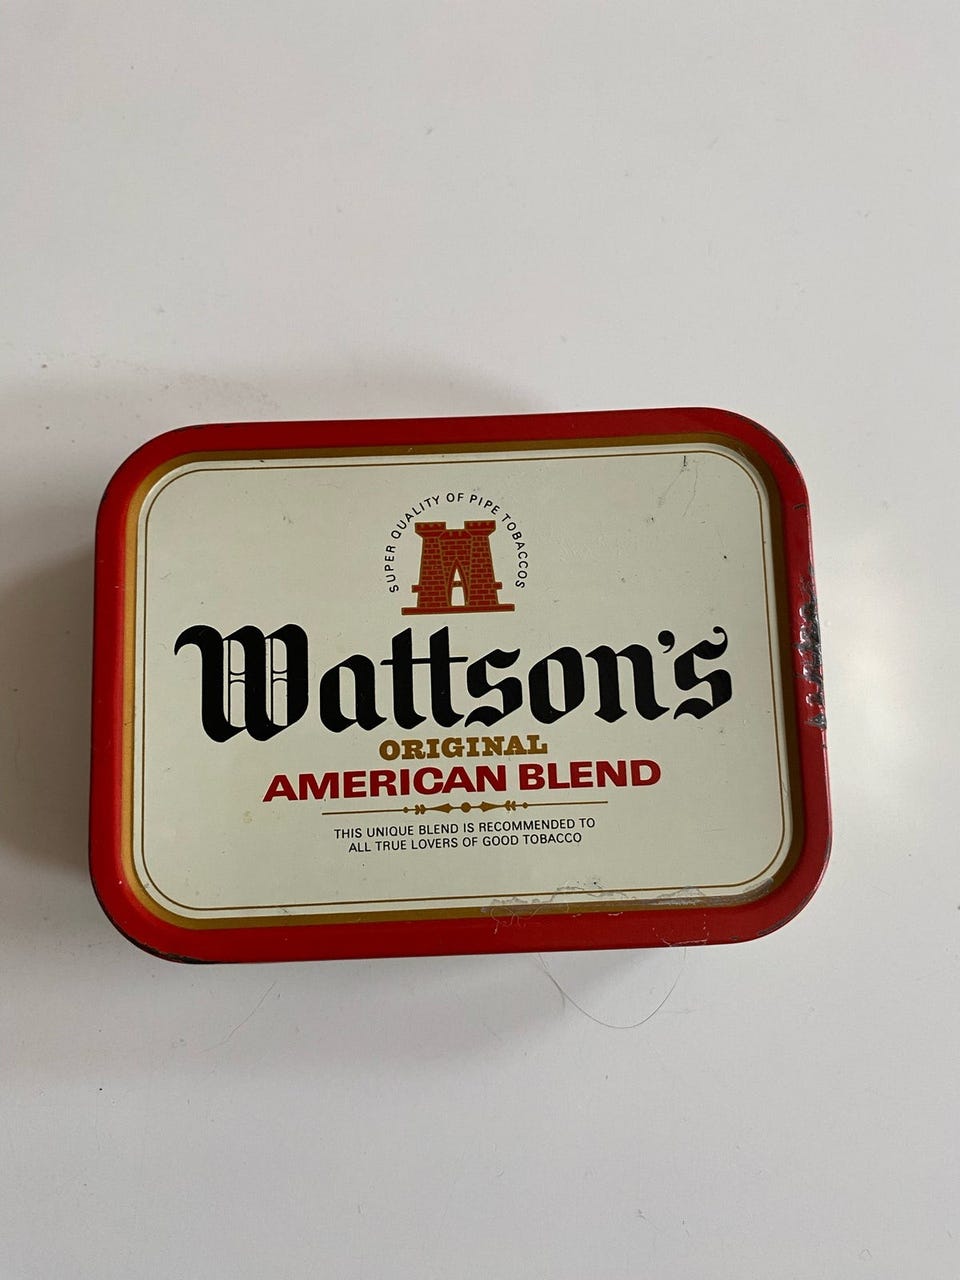 SUPER QUALITY OF PIPE TOBACCOS
Wattson's
ORIGINAL
AMERICAN BLEND
THIS UNIQUE BLEND IS RECOMMENDED TO
ALL TRUE LOVERS OF GOOD TOBACCO